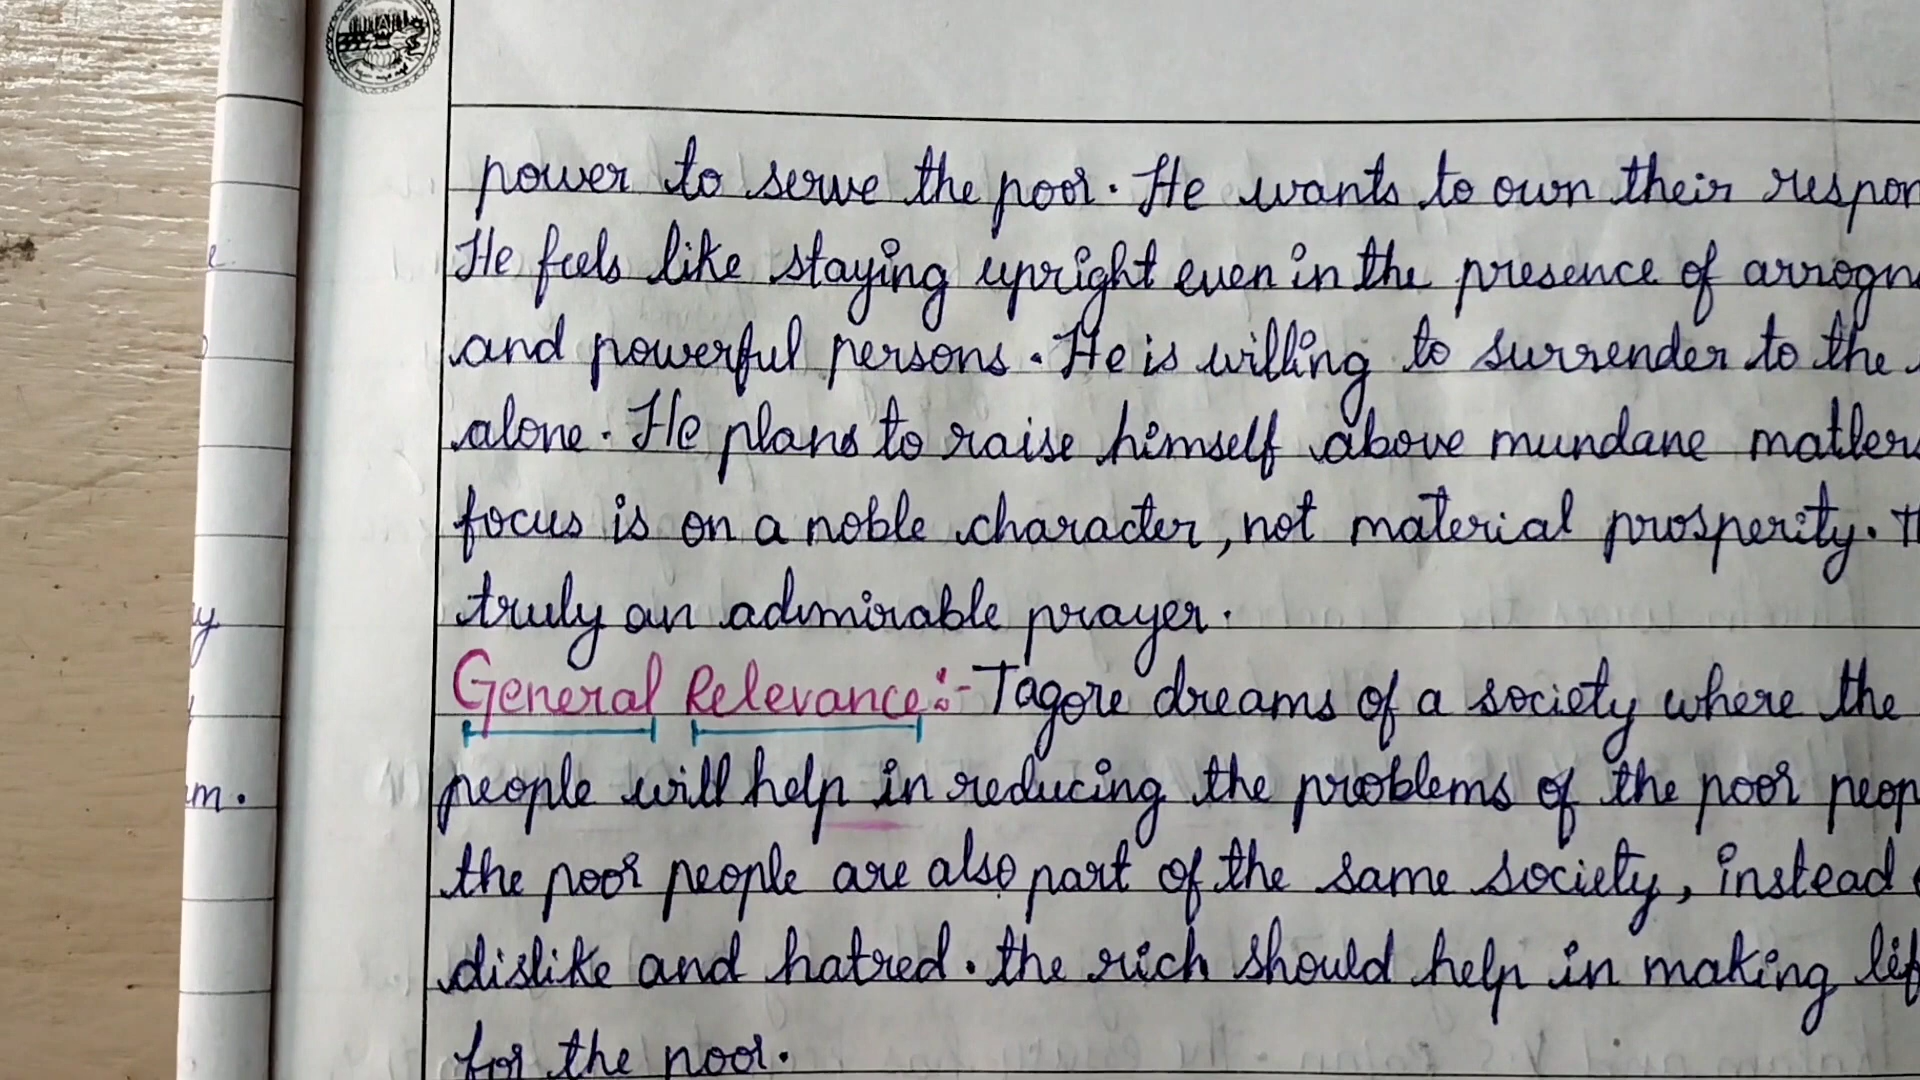 power to serve the poor. He wants to own their respon
He feels like staying upright even in the presence of arrogn
and powerful persons. He is willing to surrender to the
alone. He plans to raise himself above mundane matters
focus is on a noble character, not material prosperity. Th
truly an admirable prayer.
General Relevance:- Tagore dreams of a society where the
people will help in reducing the problems of the poor peop
the poor people are also part of the same society, instead
dislike and hatred. the rich should help in making lif
for the poor.
e
y
m.